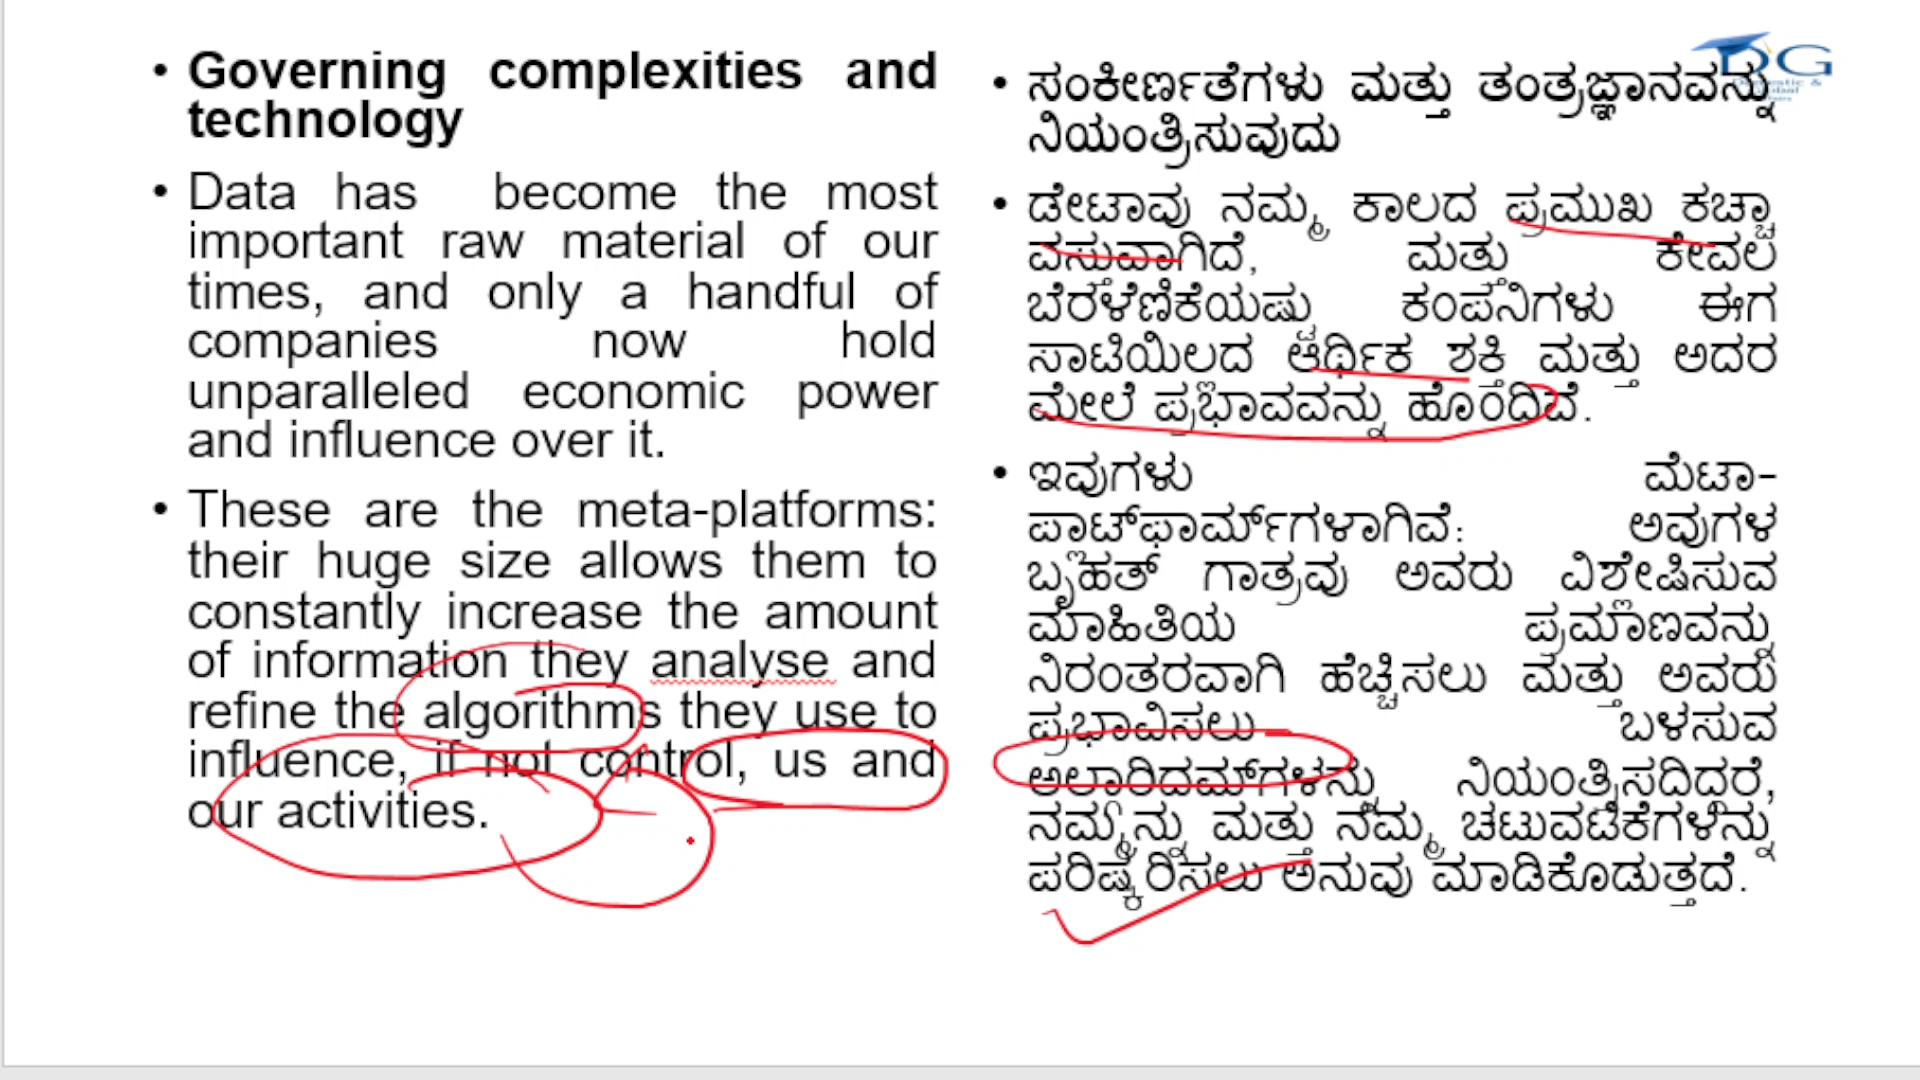 Governing complexities and
technology
Data has become the most
important raw material of our
times, and only a handful of
companies now hold
unparalleled economic power
and influence over it.
These are the meta-platforms:
their huge size allows them to
constantly increase the amount
of information they analyse and
refine the algorithms they use to
influence, if not control, us and
our activities.
DG
ಸಂಕೀರ್ಣತೆಗಳು ಮತ್ತು ತಂತ್ರಜ್ಞಾನವನ್ನು
ನಿಯಂತ್ರಿಸುವುದು
ಡೇಟಾವು ನಮ್ಮ ಕಾಲದ ಪ್ರಮುಖ ಕಚ್ಚಾ
ವಸ್ತುವಾಗಿದೆ, ಮತ್ತು ಕೇವಲ
ಬೆರಳೆಣಿಕೆಯಷ್ಟು ಕಂಪನಿಗಳು ಈಗ
ಸಾಟಿಯಿಲ್ಲದ ಆರ್ಥಿಕ ಶಕ್ತಿ ಮತ್ತು ಅದರ
ಮೇಲೆ ಪ್ರಭಾವವನ್ನು ಹೊಂದಿವೆ.
ಇವುಗಳು ಮೆಟಾ-
ಪ್ಲಾಟ್‌ಫಾರ್ಮ್‌ಗಳಾಗಿವೆ: ಅವುಗಳ
ಬೃಹತ್ ಗಾತ್ರವು ಅವರು ವಿಶ್ಲೇಷಿಸುವ
ಮಾಹಿತಿಯ ಪ್ರಮಾಣವನ್ನು
ನಿರಂತರವಾಗಿ ಹೆಚ್ಚಿಸಲು ಮತ್ತು ಅವರು
ಪ್ರಭಾವಿಸಲು ಬಳಸುವ
ಅಲ್ಗಾರಿದಮ್‌ಗಳನ್ನು ನಿಯಂತ್ರಿಸದಿದ್ದರೆ,
ನಮ್ಮನ್ನು ಮತ್ತು ನಮ್ಮ ಚಟುವಟಿಕೆಗಳನ್ನು
ಪರಿಷ್ಕರಿಸಲು ಅನುವು ಮಾಡಿಕೊಡುತ್ತದೆ.